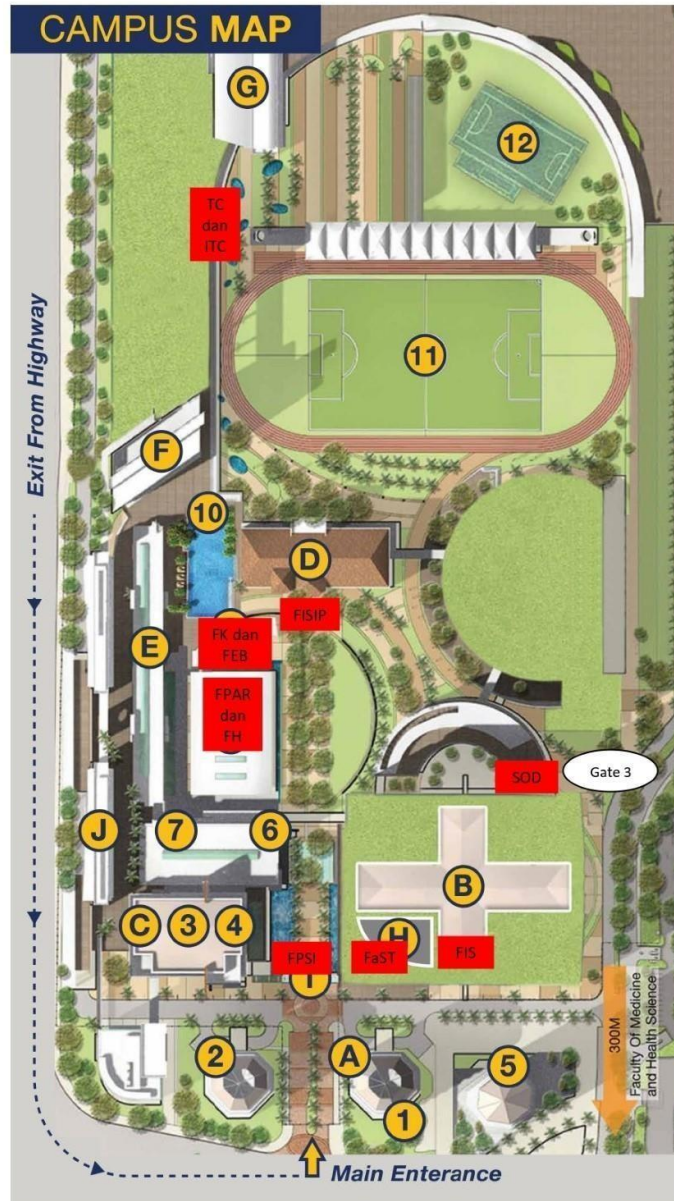 CAMPUS MAP
G
12
TC
dan
ITC
11
Exit From Highway
F
10
D
FISIP
E
FK dan
FEB
FPAR
dan
FH
SOD
Gate 3
J
7
6
B
C
3
4
H
FPSI
FaST
FIS
2
A
5
1
300M
Faculty Of Medicine
and Health Science
Main Enterance